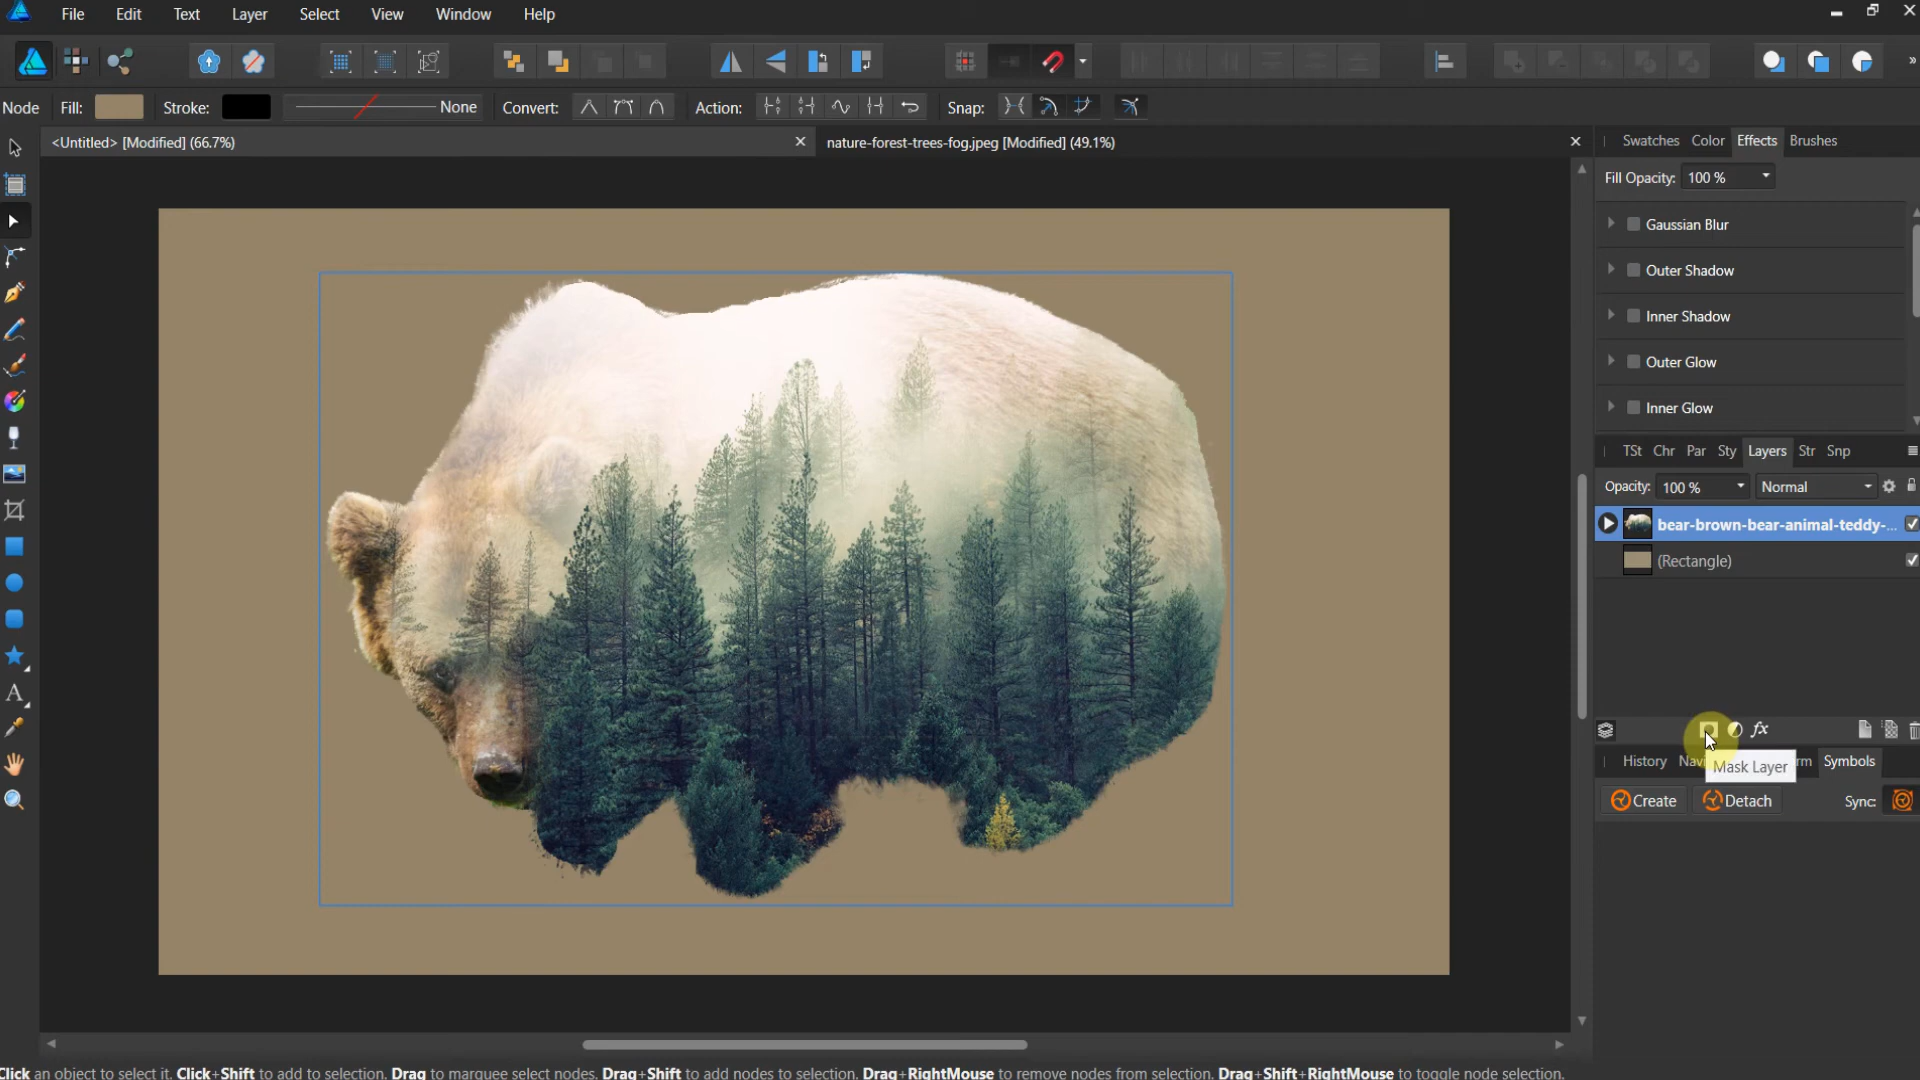 File Edit Text Layer Select View Window Help
Node Fill: Stroke: None Convert: Action: Snap:
<Untitled> [Modified] (66.7%)
nature-forest-trees-fog.jpeg [Modified] (49.1%)
Swatches Color Effects Brushes
Fill Opacity: 100 %
Gaussian Blur
Outer Shadow
Inner Shadow
Outer Glow
Inner Glow
TSt Chr Par Sty Layers Str Snp
Opacity: 100 % Normal
bear-brown-bear-animal-teddy-...
(Rectangle)
fx
History Symbols
Mask Layer
Create Detach Sync:
Click an object to select it. Click+Shift to add to selection. Drag to marquee select nodes. Drag+Shift to add nodes to selection. Drag+RightMouse to remove nodes from selection. Drag+Shift+RightMouse to toggle node selection.